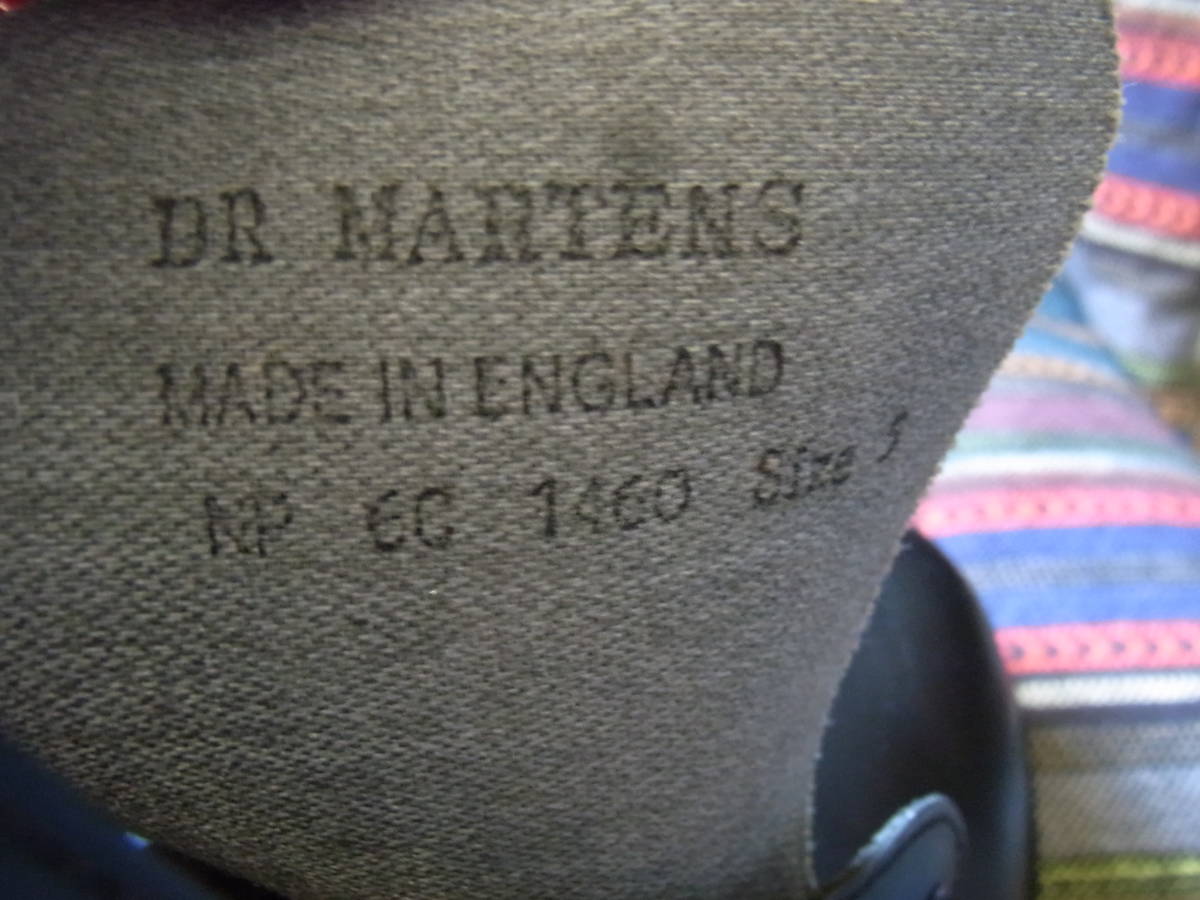 DR MARTENS
MADE IN ENGLAND
NP 6C 1460 Size 5